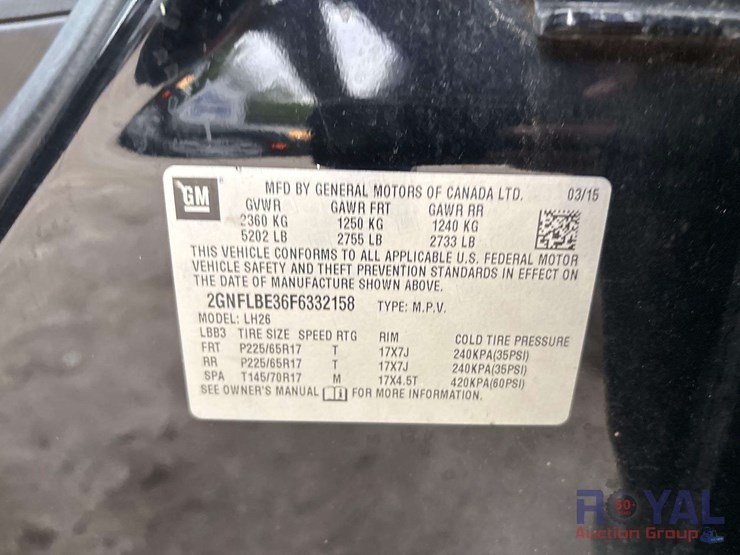 GM
MFD BY GENERAL MOTORS OF CANADA LTD. 03/15
GVWR GAWR FRT GAWR RR
2360 KG 1250 KG 1240 KG
5202 LB 2755 LB 2733 LB
THIS VEHICLE CONFORMS TO ALL APPLICABLE U.S. FEDERAL MOTOR
VEHICLE SAFETY AND THEFT PREVENTION STANDARDS IN EFFECT ON
THE DATE OF MANUFACTURE SHOWN ABOVE.
2GNFLBE36F6332158 TYPE: M.P.V.
MODEL: LH26
LBB3 TIRE SIZE SPEED RTG RIM COLD TIRE PRESSURE
FRT P225/65R17 T 17X7J 240KPA(35PSI)
RR P225/65R17 T 17X7J 240KPA(35PSI)
SPA T145/70R17 M 17X4.5T 420KPA(60PSI)
SEE OWNER'S MANUAL i FOR MORE INFORMATION.
ROYAL
Auction Group